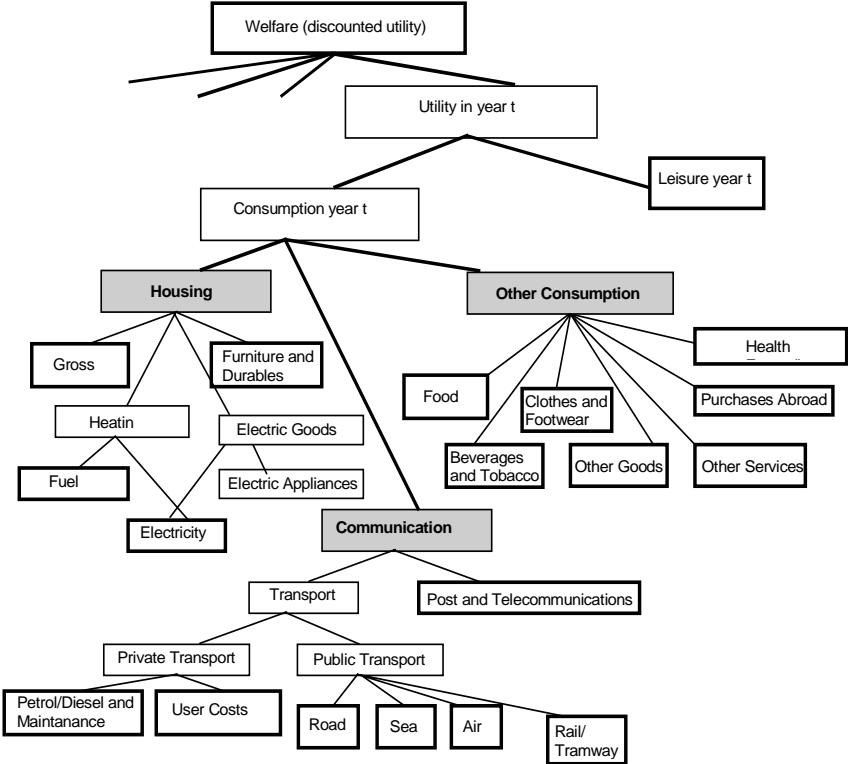 Welfare (discounted utility)
Utility in year t
Leisure year t
Consumption year t
Housing
Other Consumption
Gross
Furniture and
Durables
Health
Food
Clothes and
Footwear
Purchases Abroad
Heatin
Electric Goods
Beverages
and Tobacco
Other Goods
Other Services
Fuel
Electric Appliances
Electricity
Communication
Transport
Post and Telecommunications
Private Transport
Public Transport
Petrol/Diesel and
Maintanance
User Costs
Road
Sea
Air
Rail/
Tramway